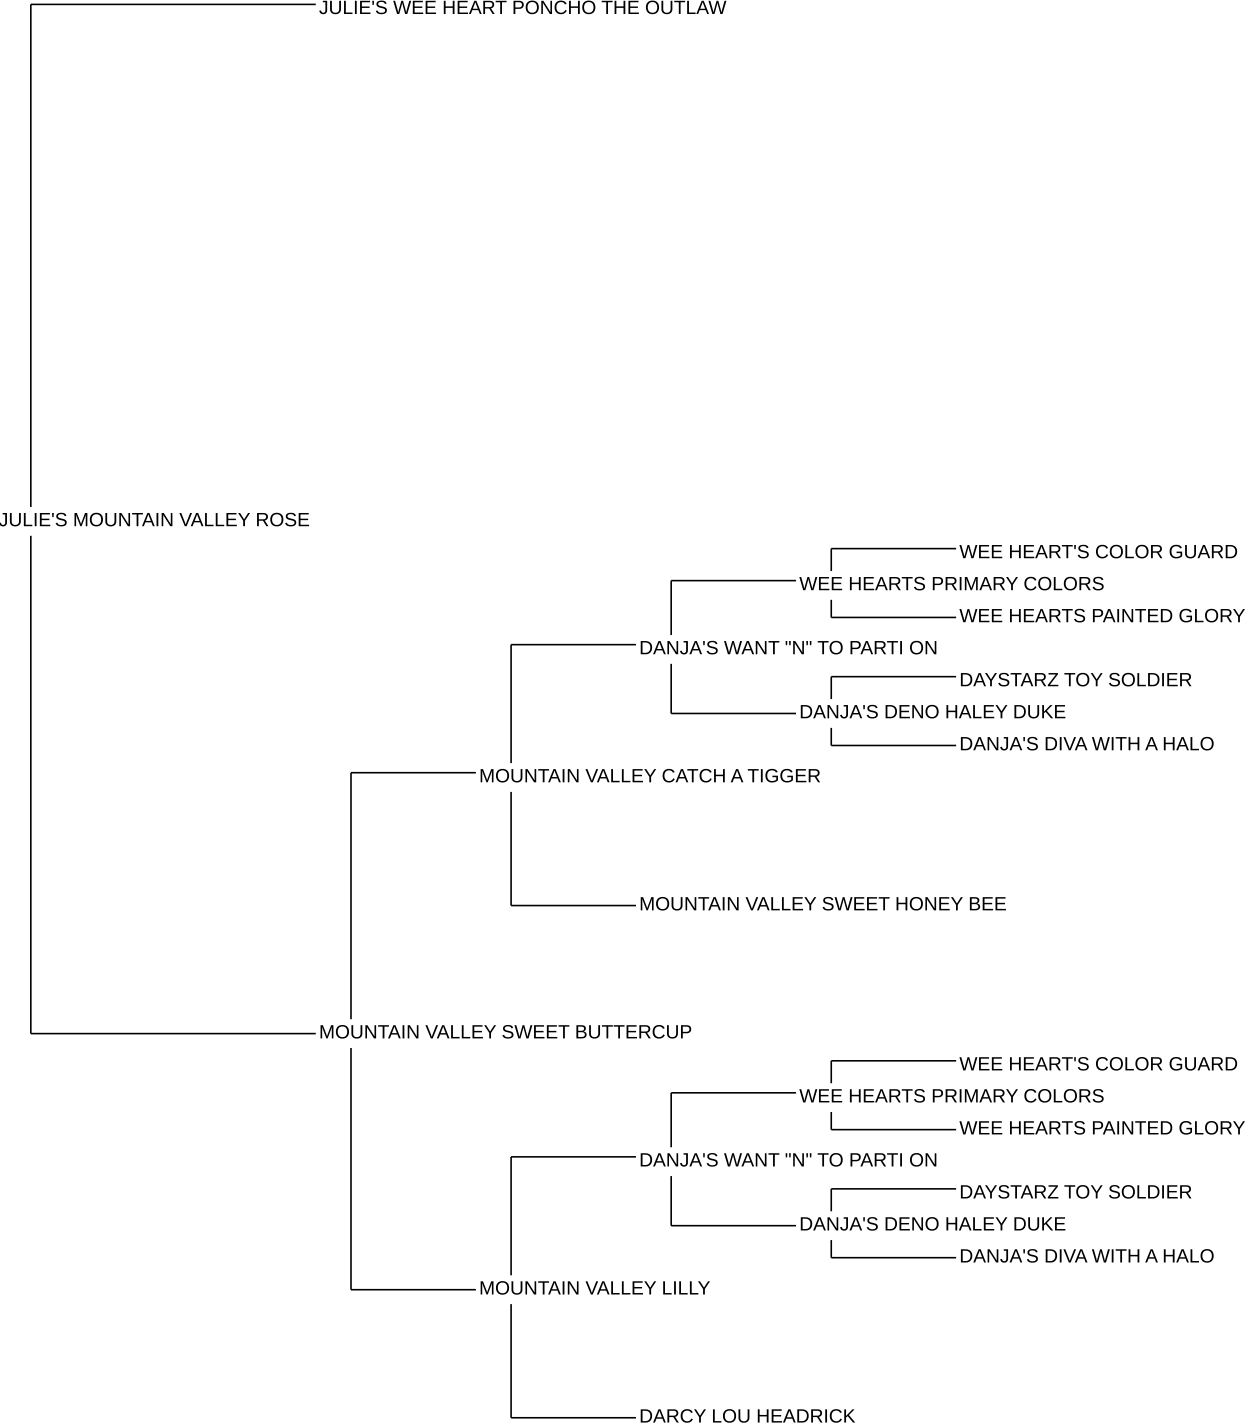 JULIE'S WEE HEART PONCHO THE OUTLAW
JULIE'S MOUNTAIN VALLEY ROSE
WEE HEART'S COLOR GUARD
WEE HEARTS PRIMARY COLORS
WEE HEARTS PAINTED GLORY
DANJA'S WANT "N" TO PARTI ON
DAYSTARZ TOY SOLDIER
DANJA'S DENO HALEY DUKE
DANJA'S DIVA WITH A HALO
MOUNTAIN VALLEY CATCH A TIGGER
MOUNTAIN VALLEY SWEET HONEY BEE
MOUNTAIN VALLEY SWEET BUTTERCUP
WEE HEART'S COLOR GUARD
WEE HEARTS PRIMARY COLORS
WEE HEARTS PAINTED GLORY
DANJA'S WANT "N" TO PARTI ON
DAYSTARZ TOY SOLDIER
DANJA'S DENO HALEY DUKE
DANJA'S DIVA WITH A HALO
MOUNTAIN VALLEY LILLY
DARCY LOU HEADRICK